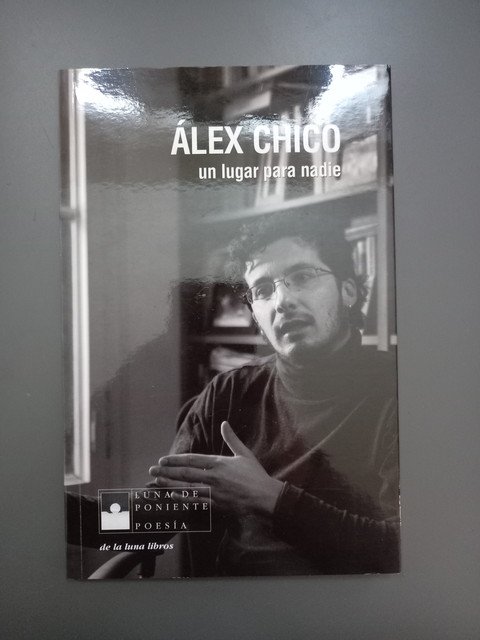 ÁLEX CHICO
un lugar para nadie
LUNA DE
PONIENTE
POESÍA
de la luna libros